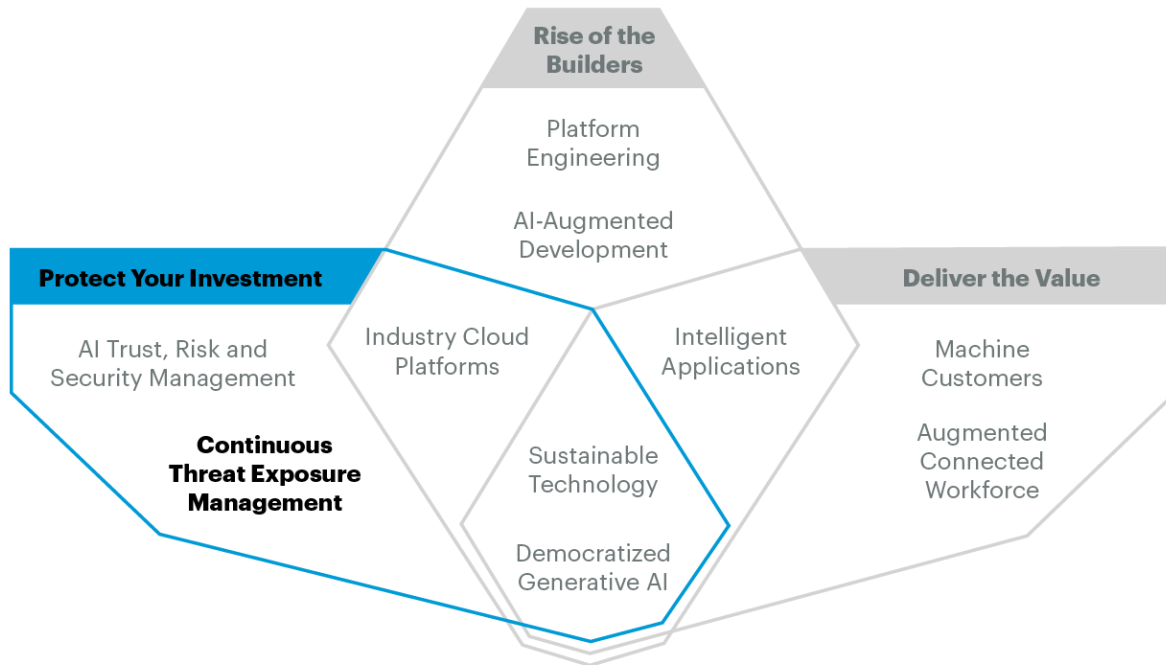 Rise of the
Builders
Platform
Engineering
AI-Augmented
Development
Protect Your Investment
Deliver the Value
AI Trust, Risk and
Security Management
Industry Cloud
Platforms
Intelligent
Applications
Machine
Customers
Continuous
Threat Exposure
Management
Sustainable
Technology
Augmented
Connected
Workforce
Democratized
Generative AI